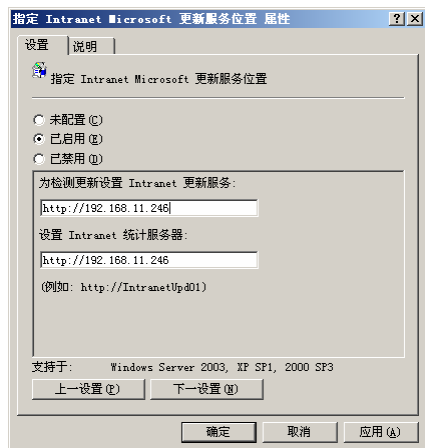 指定 Intranet Microsoft 更新服务位置 属性
设置 说明
指定 Intranet Microsoft 更新服务位置
未配置(C)
已启用(E)
已禁用(D)
为检测更新设置 Intranet 更新服务:
http://192.168.11.246
设置 Intranet 统计服务器:
http://192.168.11.246
(例如: http://IntranetUpd01)
支持于: Windows Server 2003, XP SP1, 2000 SP3
上一设置(P) 下一设置(N)
确定 取消 应用(A)